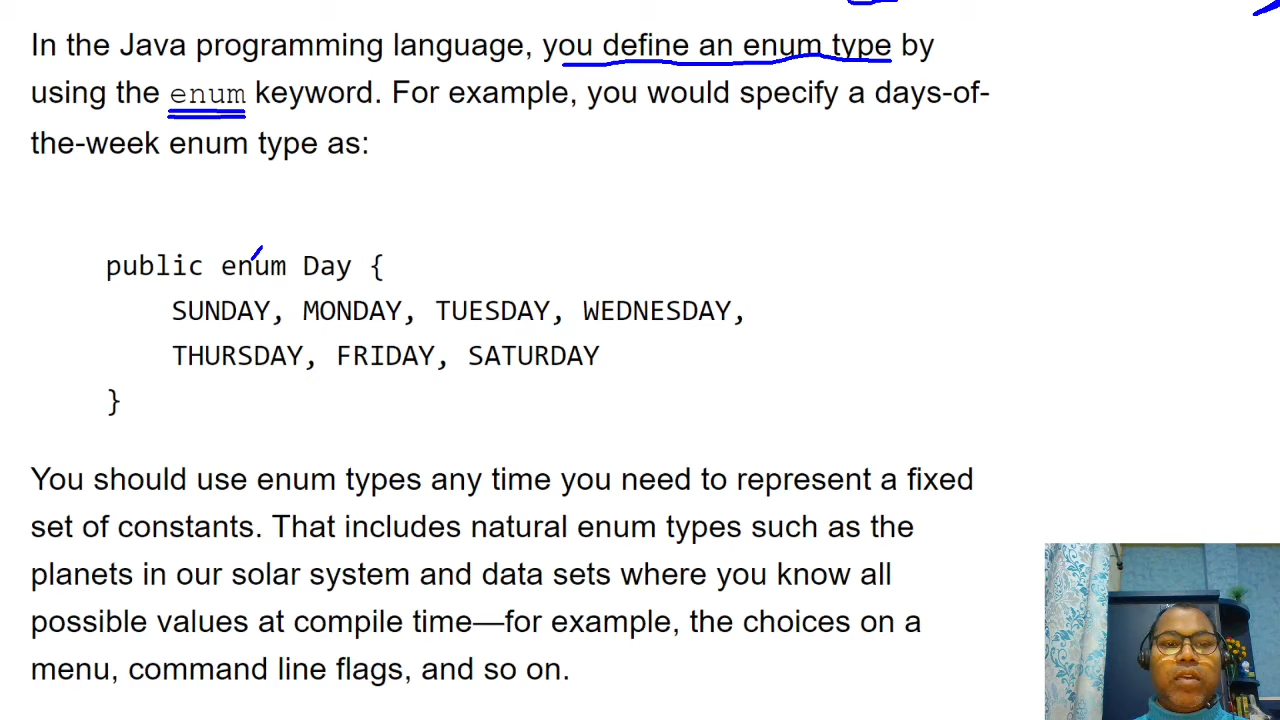 In the Java programming language, you define an enum type by
using the enum keyword. For example, you would specify a days-of-
the-week enum type as:
public enum Day {
SUNDAY, MONDAY, TUESDAY, WEDNESDAY,
THURSDAY, FRIDAY, SATURDAY
}
You should use enum types any time you need to represent a fixed
set of constants. That includes natural enum types such as the
planets in our solar system and data sets where you know all
possible values at compile time—for example, the choices on a
menu, command line flags, and so on.